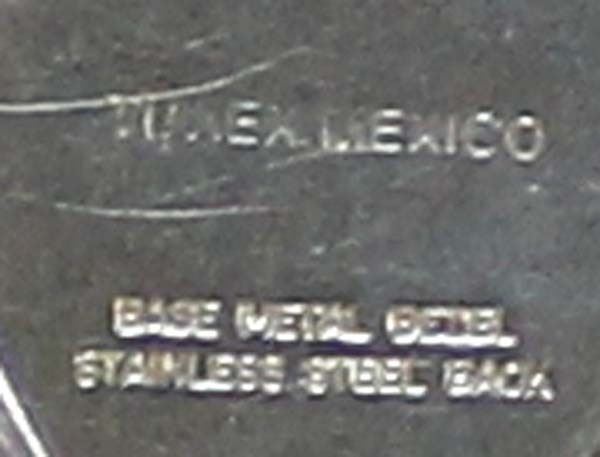 TIMEX MEXICO
BASE METAL BEZEL
STAINLESS STEEL BACK